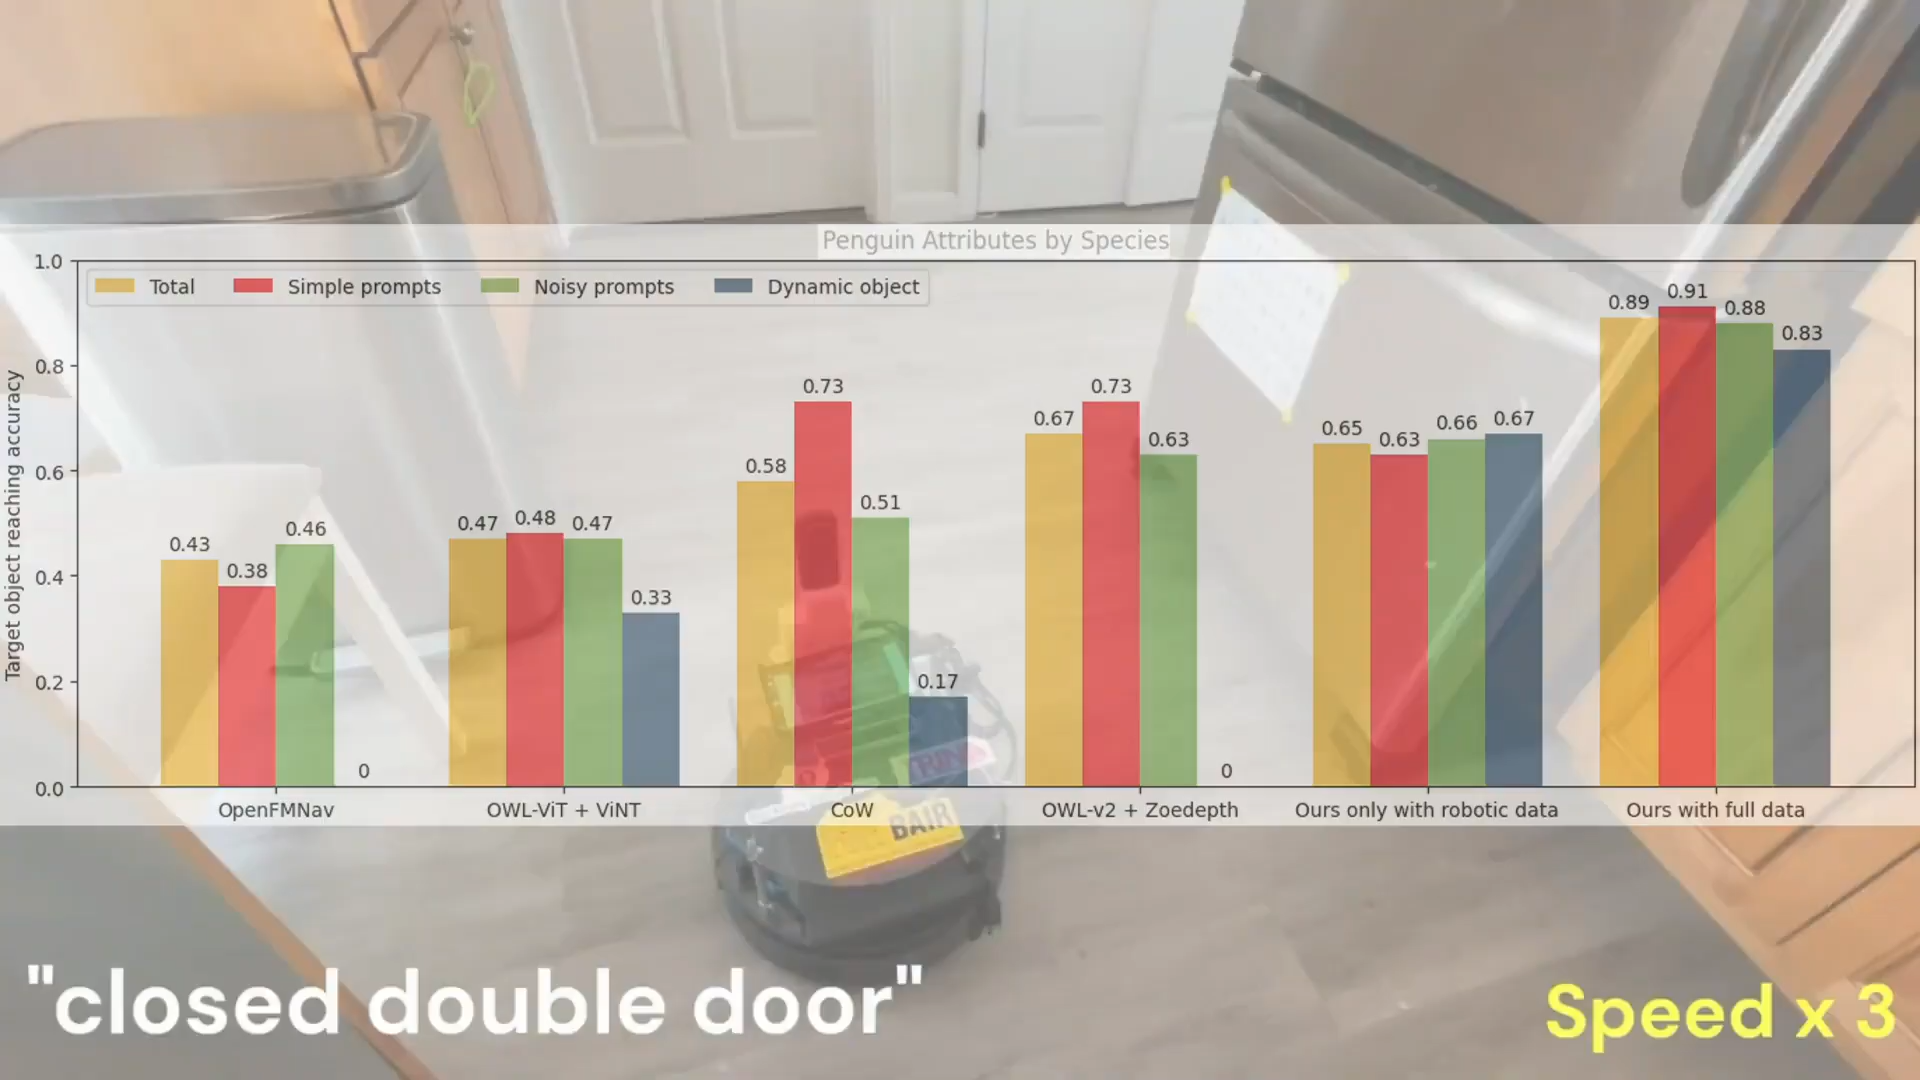 Penguin Attributes by Species
Total Simple prompts Noisy prompts Dynamic object
Target object reaching accuracy
1.0
0.8
0.6
0.4
0.2
0.0
0.43 0.38 0.46 0
0.47 0.48 0.47 0.33
0.58 0.73 0.51 0.17
0.67 0.73 0.63 0
0.65 0.63 0.66 0.67
0.89 0.91 0.88 0.83
OpenFMNav OWL-ViT + ViNT CoW OWL-v2 + Zoedepth Ours only with robotic data Ours with full data
BAIR
"closed double door"
Speed x 3